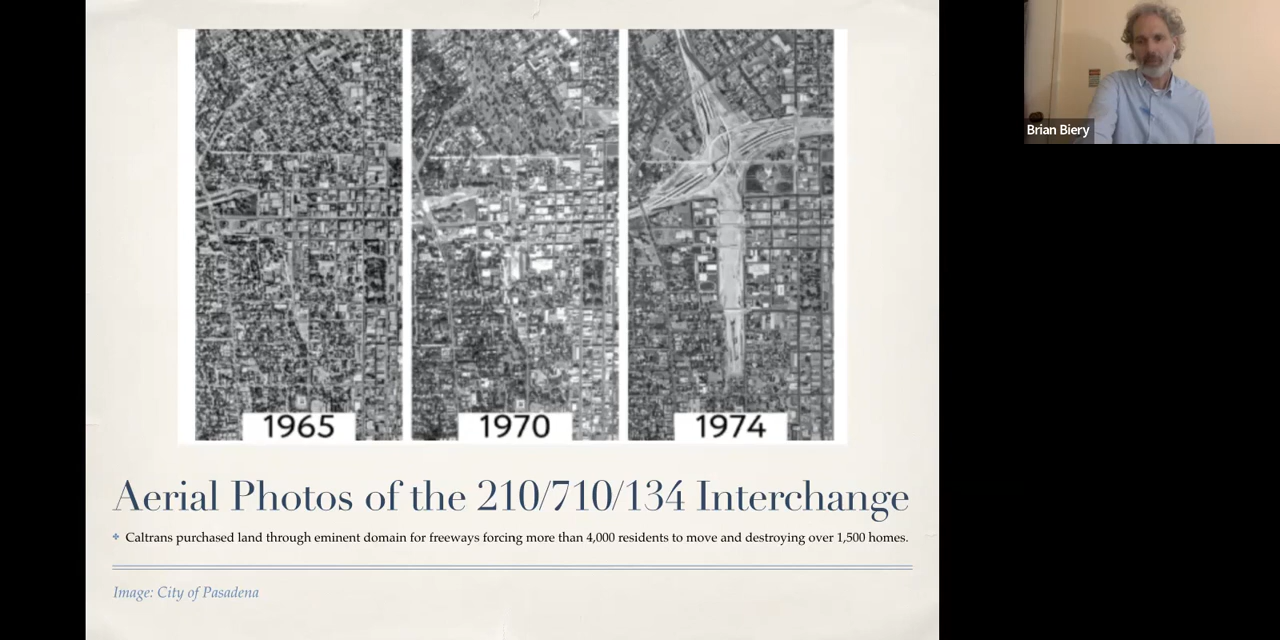 Brian Biery
1965
1970
1974
Aerial Photos of the 210/710/134 Interchange
Caltrans purchased land through eminent domain for freeways forcing more than 4,000 residents to move and destroying over 1,500 homes.
Image: City of Pasadena